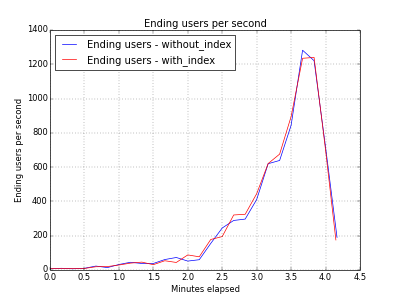 Ending users per second
1400
1200
1000
800
600
400
200
0
Ending users per second
Ending users - without_index
Ending users - with_index
0.0 0.5 1.0 1.5 2.0 2.5 3.0 3.5 4.0 4.5
Minutes elapsed